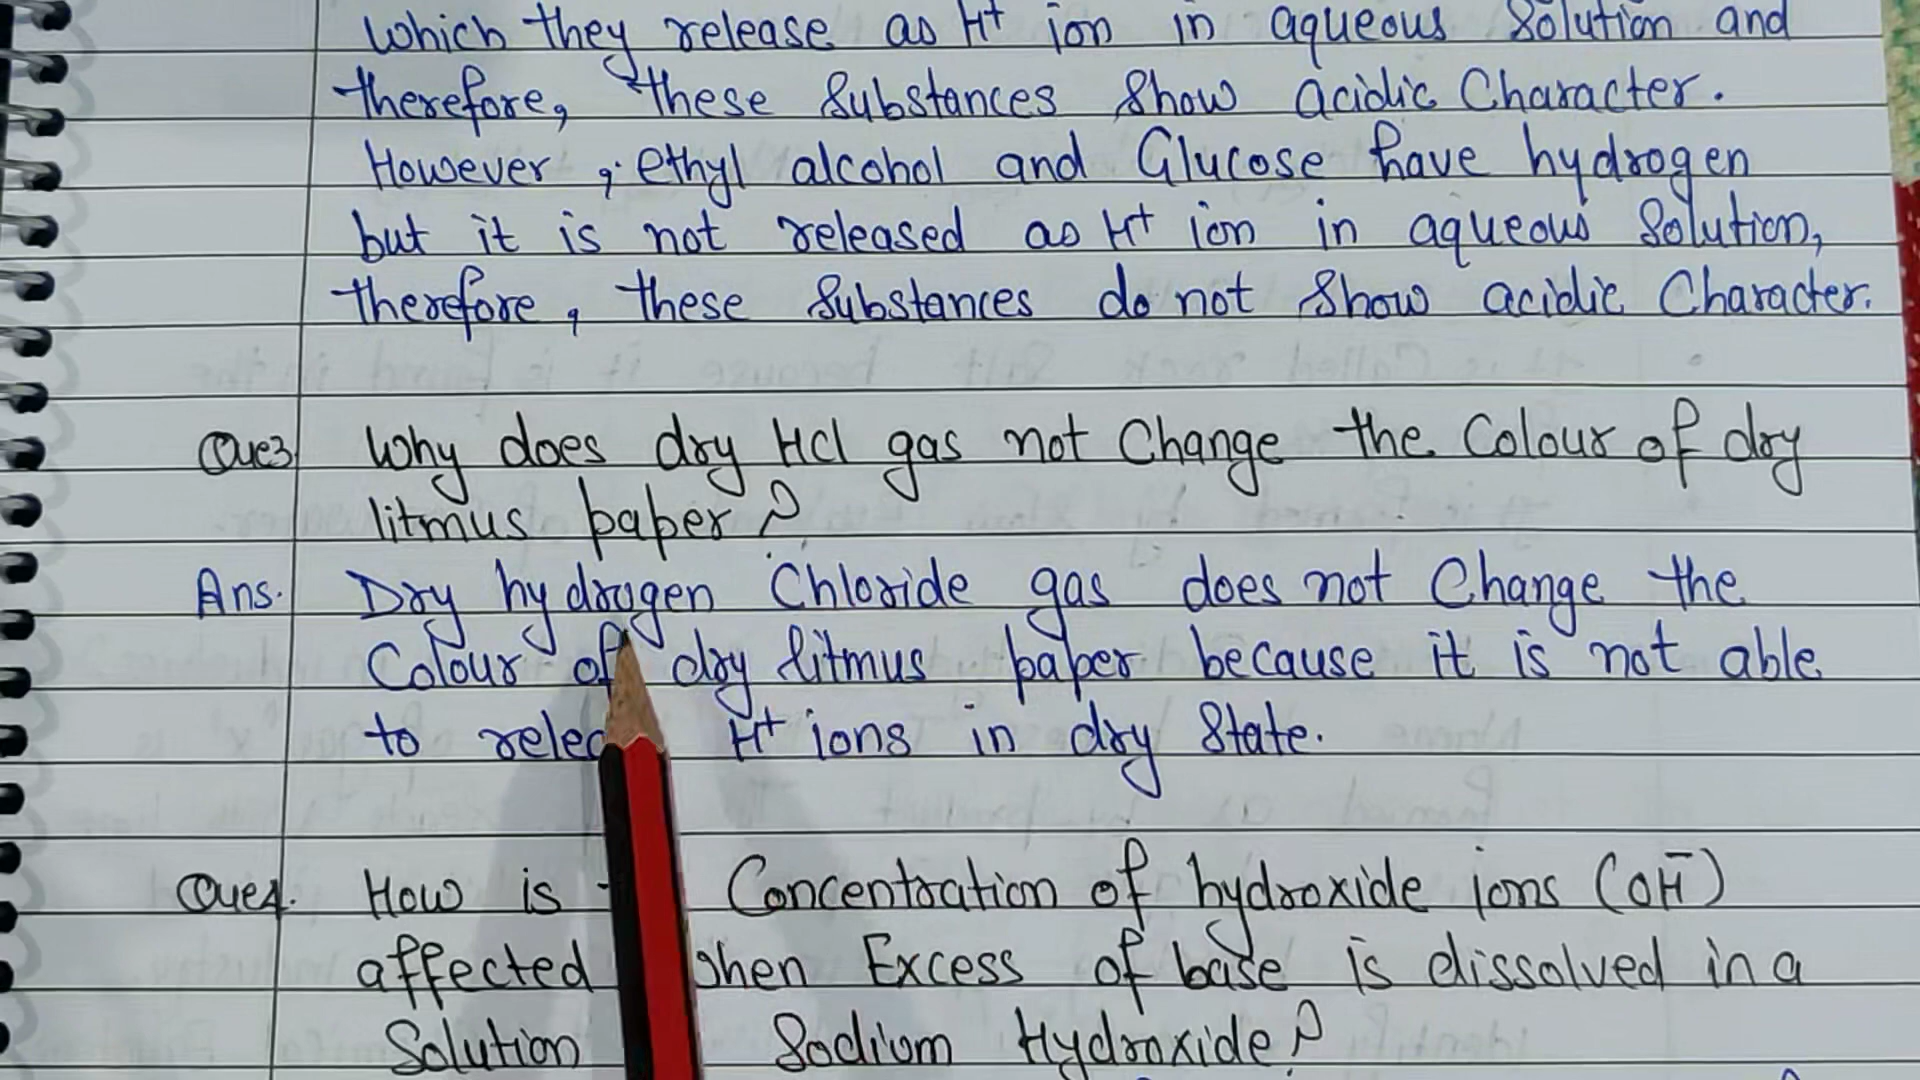 which they release as H⁺ ion in aqueous Solution and
therefore, these Substances Show acidic Character.
However, ethyl alcohol and Glucose have hydrogen
but it is not released as H⁺ ion in aqueous Solution,
therefore, these Substances do not Show acidic Character.
Que3 Why does dry HCl gas not Change the Colour of dry
litmus paper?
Ans. Dry hydrogen Chloride gas does not Change the
Colour of dry litmus paper because it is not able
to H⁺ ions in dry State.
Que4. How is Concentration of hydroxide ions (OH⁻)
affected when Excess of base is dissolved in a
Solution Sodium Hydroxide?